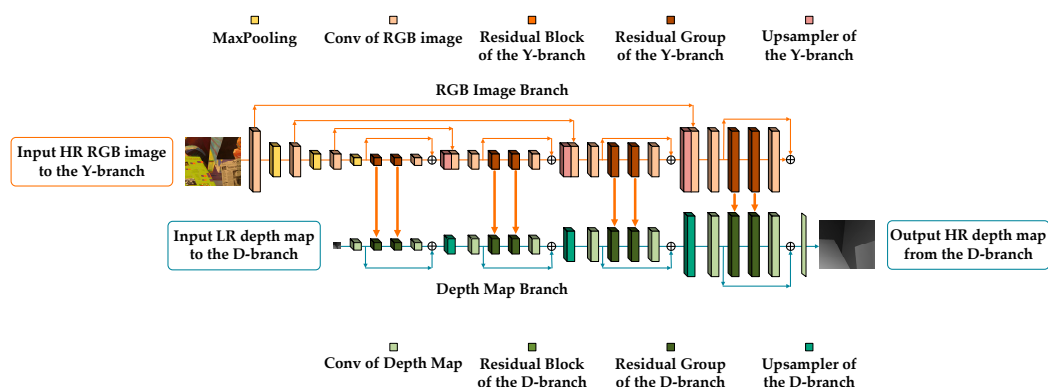 MaxPooling
Conv of RGB image
Residual Block
of the Y-branch
Residual Group
of the Y-branch
Upsampler of
the Y-branch
RGB Image Branch
Input HR RGB image
to the Y-branch
Input LR depth map
to the D-branch
Output HR depth map
from the D-branch
Depth Map Branch
Conv of Depth Map
Residual Block
of the D-branch
Residual Group
of the D-branch
Upsampler of
the D-branch